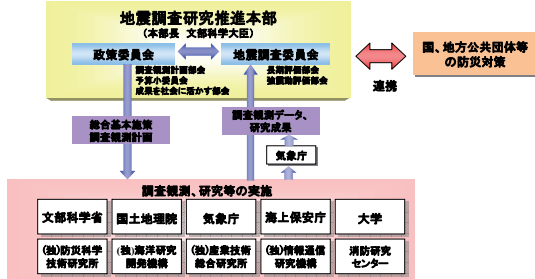 地震調査研究推進本部
(本部長 文部科学大臣)
政策委員会
地震調査委員会
調査観測計画部会
予算小委員会
成果を社会に活かす部会
長期評価部会
強震動評価部会
国、地方公共団体等
の防災対策
連携
総合基本施策
調査観測計画
調査観測データ、
研究成果
気象庁
調査観測、研究等の実施
文部科学省
国土地理院
気象庁
海上保安庁
大学
(独)防災科学
技術研究所
(独)海洋研究
開発機構
(独)産業技術
総合研究所
(独)情報通信
研究機構
消防研究
センター